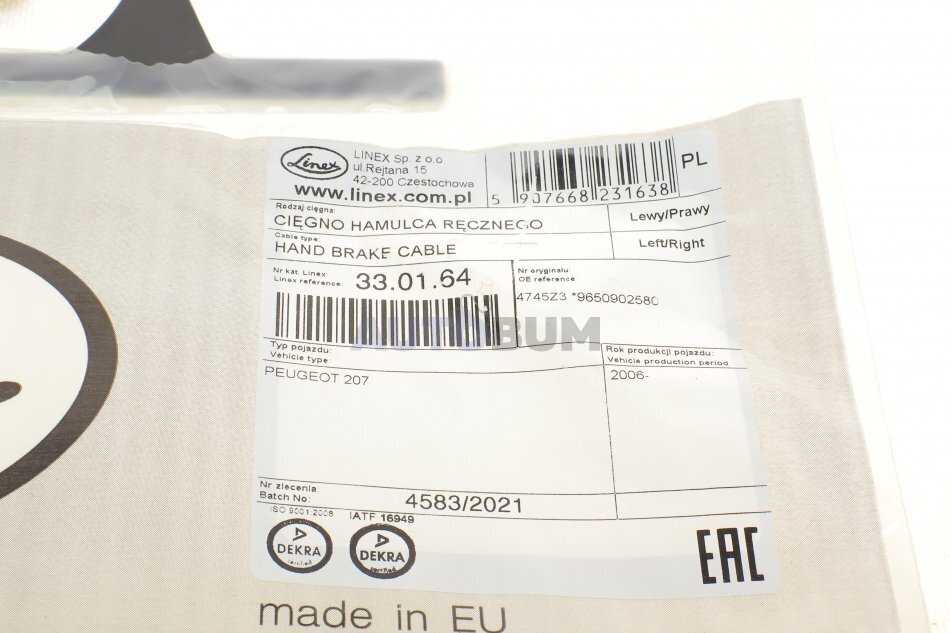 Linex
LINEX Sp. z o.o.
ul.Rejtana 15
42-200 Czestochowa
www.linex.com.pl
5 907668 231638
PL
Rodzaj cięgna:
CIĘGNO HAMULCA RĘCZNEGO
Lewy/Prawy
Cable type:
HAND BRAKE CABLE
Left/Right
Nr kat. Linex:
Linex reference:
33.01.64
Nr oryginału:
OE reference:
4745Z3 *9650902580
AUTOBUM
Typ pojazdu:
Vehicle type
Rok produkcji pojazdu:
Vehicle production period
PEUGEOT 207
2006-
Nr zlecenia:
Batch No:
4583/2021
ISO 9001:2008
IATF 16949
DEKRA
certified
DEKRA
certified
EAC
made in EU